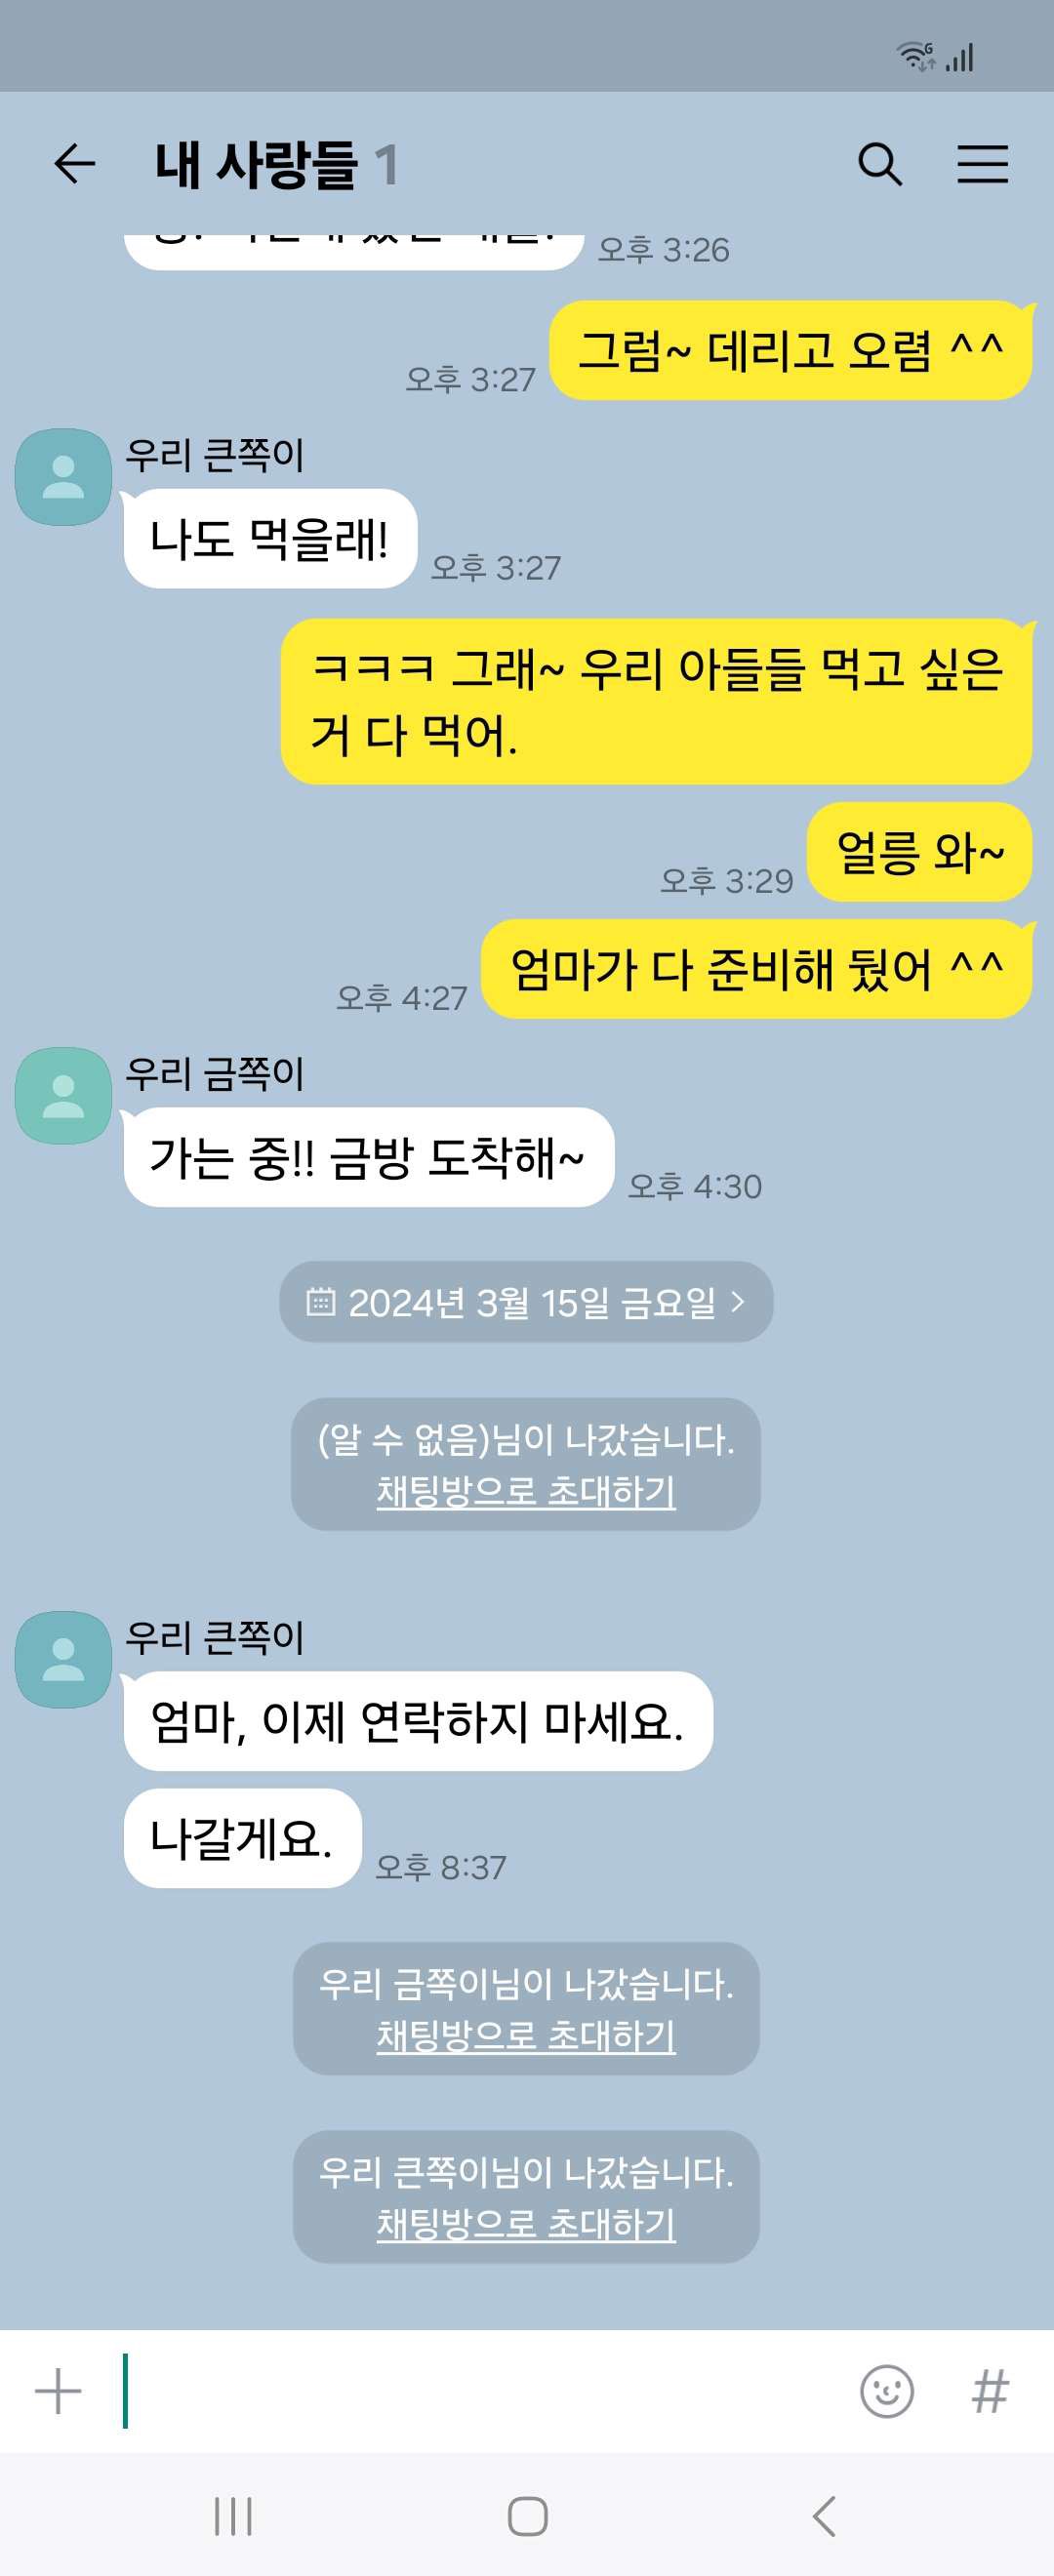 내 사랑들 1
오후 3:26
그럼~ 데리고 오렴 ^^
오후 3:27
우리 큰쪽이
나도 먹을래!
오후 3:27
ㅋㅋㅋ 그래~ 우리 아들들 먹고 싶은
거 다 먹어.
얼릉 와~
오후 3:29
엄마가 다 준비해 뒀어 ^^
오후 4:27
우리 금쪽이
가는 중!! 금방 도착해~
오후 4:30
2024년 3월 15일 금요일 >
(알 수 없음)님이 나갔습니다.
채팅방으로 초대하기
우리 큰쪽이
엄마, 이제 연락하지 마세요.
나갈게요.
오후 8:37
우리 금쪽이님이 나갔습니다.
채팅방으로 초대하기
우리 큰쪽이님이 나갔습니다.
채팅방으로 초대하기
#